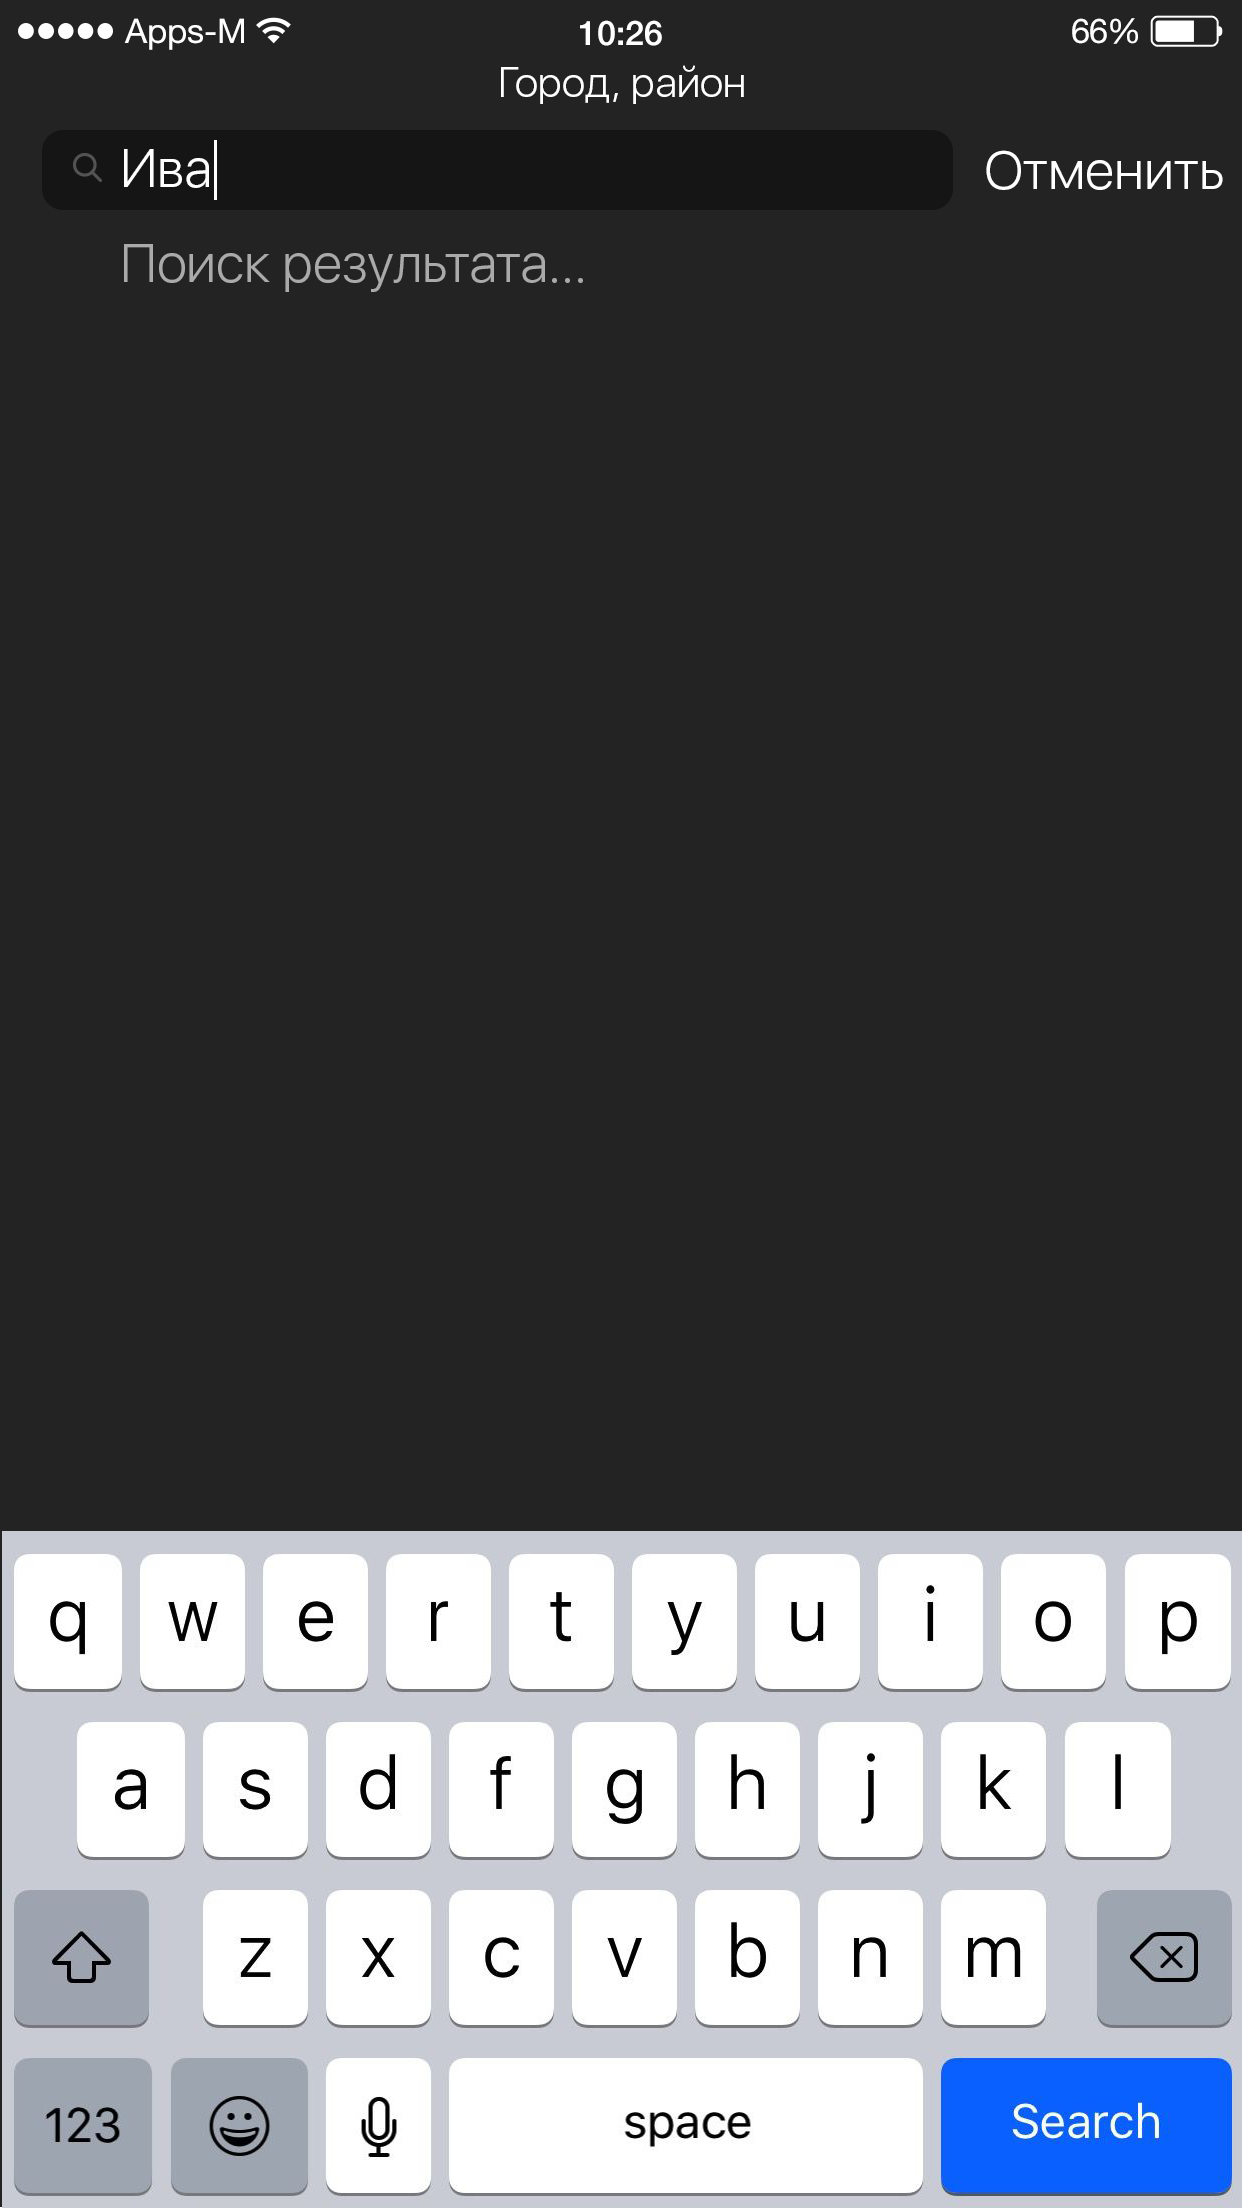 Apps-M 10:26 66%
Город, район
Ива Отменить
Поиск результата...
q w e r t y u i o p
a s d f g h j k l
z x c v b n m
123 space Search